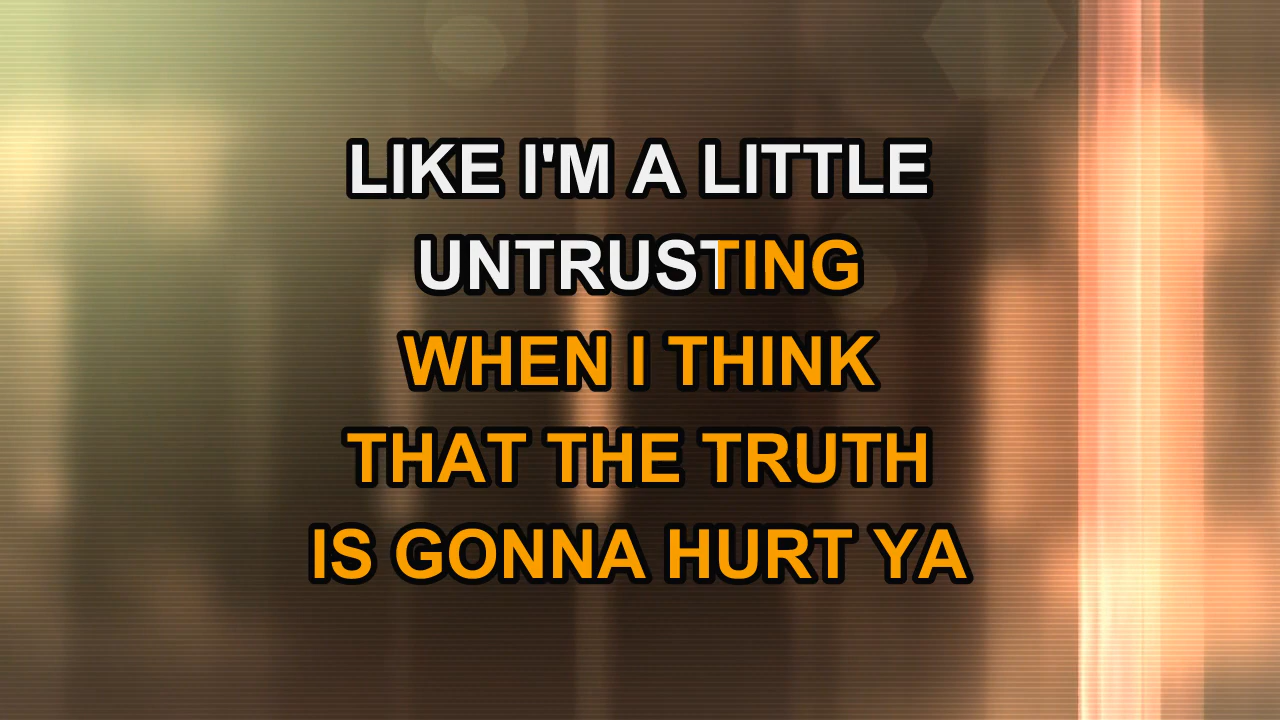 LIKE I'M A LITTLE
UNTRUSTING
WHEN I THINK
THAT THE TRUTH
IS GONNA HURT YA